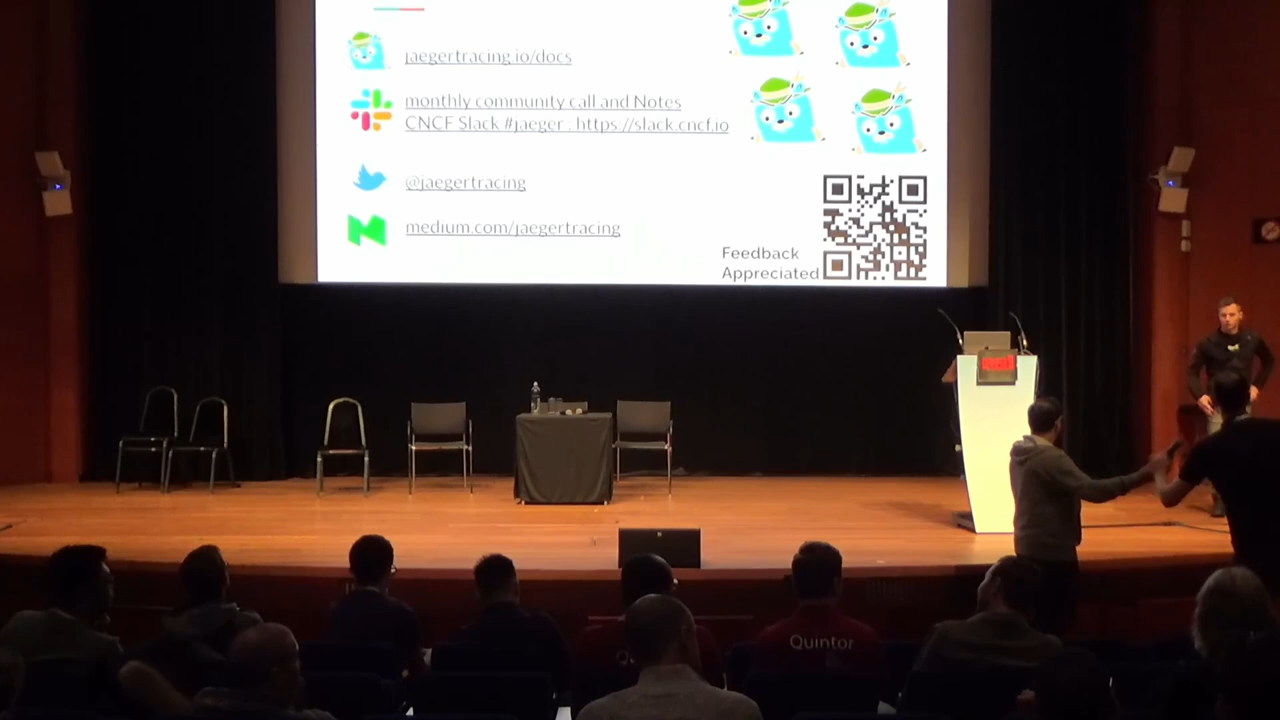 jaegertracing.io/docs
monthly community call and Notes
CNCF Slack #jaeger . https://slack.cncf.io
@jaegertracing
medium.com/jaegertracing
Feedback
Appreciated
Quintor